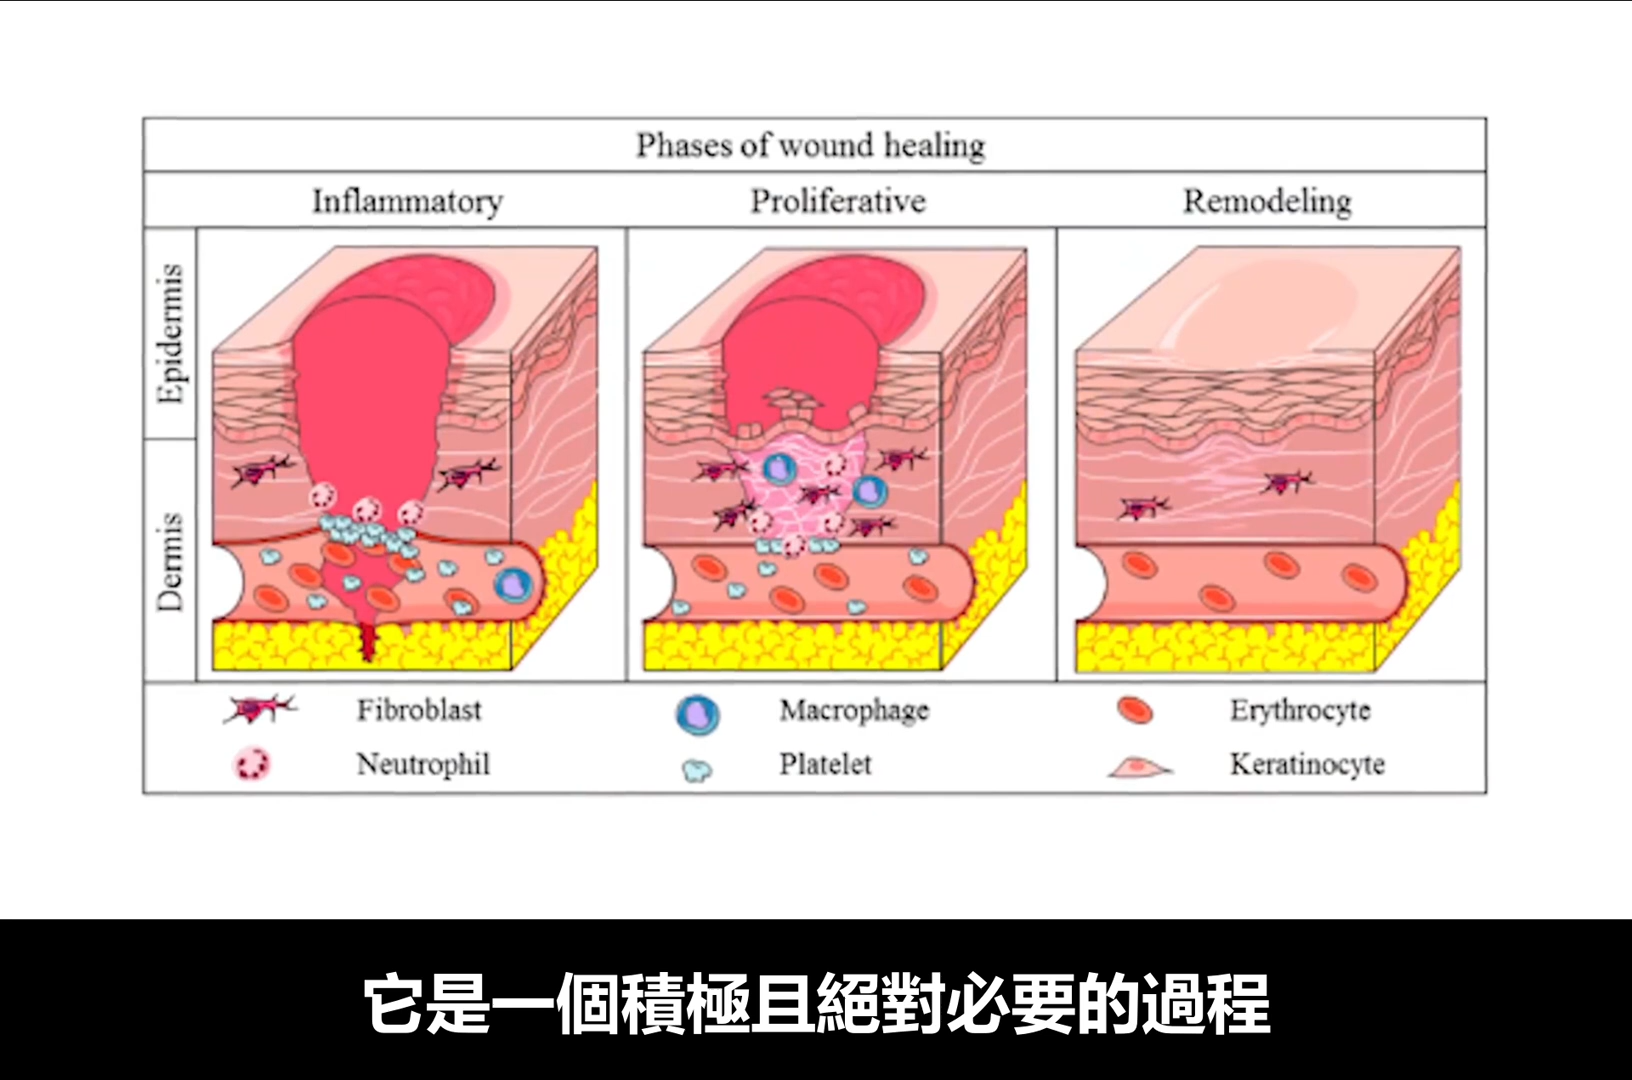 Phases of wound healing
Inflammatory
Proliferative
Remodeling
Epidermis
Dermis
Fibroblast
Macrophage
Erythrocyte
Neutrophil
Platelet
Keratinocyte
它是一個積極且絕對必要的過程